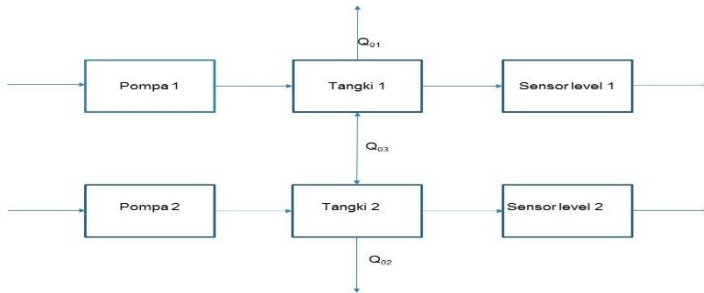 Q01
Pompa 1
Tangki 1
Sensor level 1
Q03
Pompa 2
Tangki 2
Sensor level 2
Q02